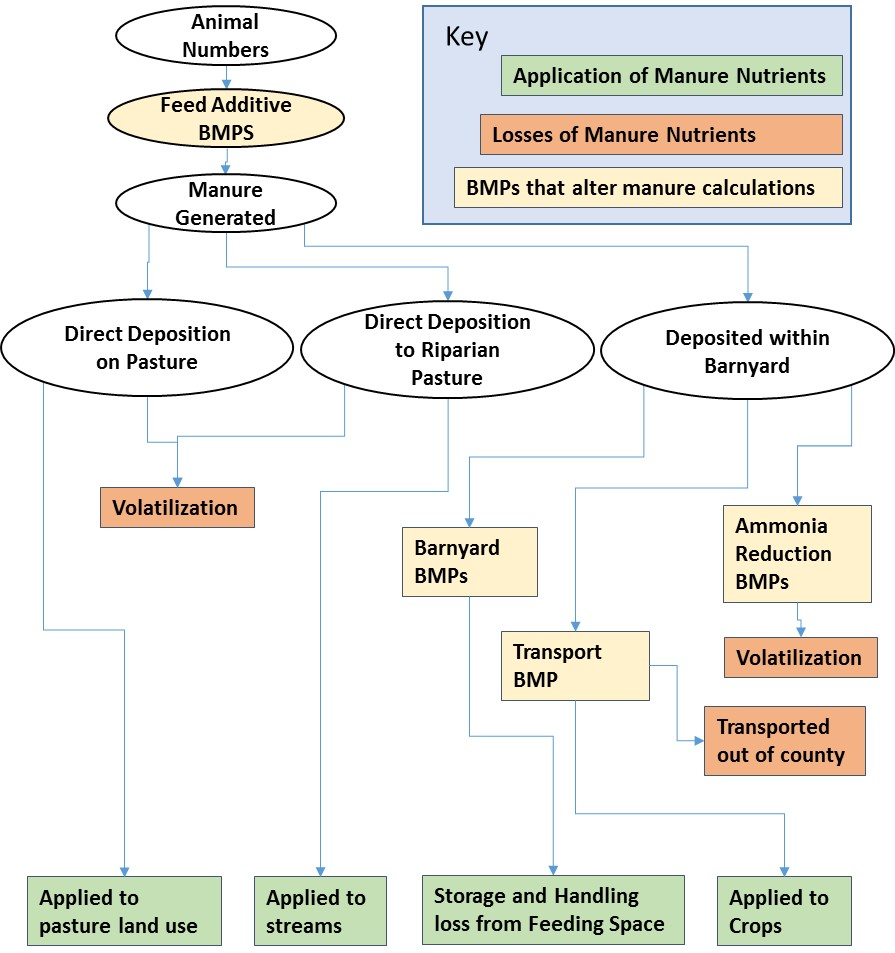 Animal
Numbers
Key
Application of Manure Nutrients
Feed Additive
BMPS
Losses of Manure Nutrients
BMPs that alter manure calculations
Manure
Generated
Direct Deposition
on Pasture
Direct Deposition
to Riparian
Pasture
Deposited within
Barnyard
Volatilization
Barnyard
BMPs
Ammonia
Reduction
BMPs
Transport
BMP
Volatilization
Transported
out of county
Applied to
pasture land use
Applied to
streams
Storage and Handling
loss from Feeding Space
Applied to
Crops